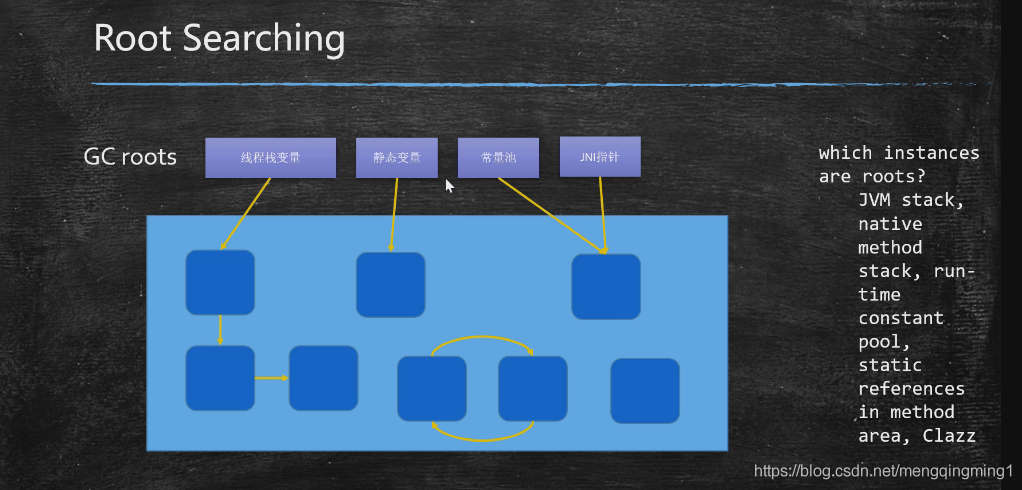 Root Searching
GC roots
线程栈变量
静态变量
常量池
JNI指针
which instances
are roots?
JVM stack,
native
method
stack, run-
time
constant
pool,
static
references
in method
area, Clazz
https://blog.csdn.net/mengqingming1